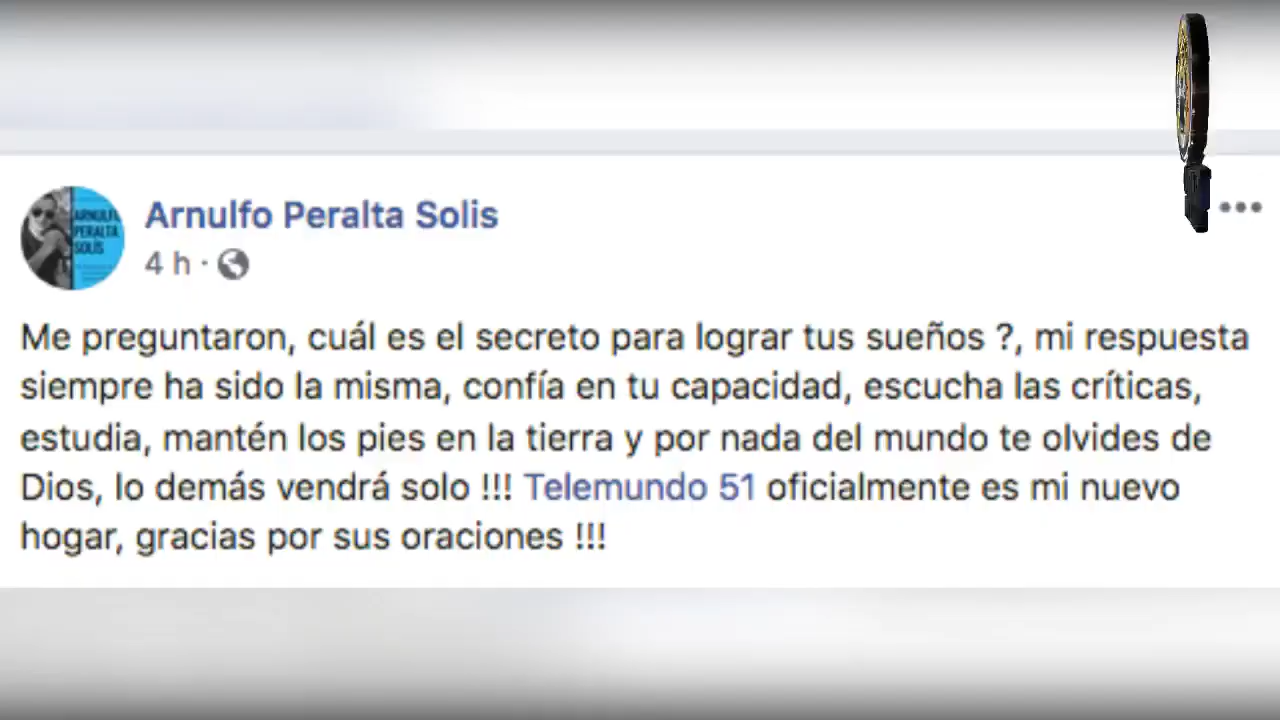 Arnulfo Peralta Solis
4 h ·
ARNULFO
PERALTA
SOLÍS
Me preguntaron, cuál es el secreto para lograr tus sueños ?, mi respuesta
siempre ha sido la misma, confía en tu capacidad, escucha las críticas,
estudia, mantén los pies en la tierra y por nada del mundo te olvides de
Dios, lo demás vendrá solo !!! Telemundo 51 oficialmente es mi nuevo
hogar, gracias por sus oraciones !!!